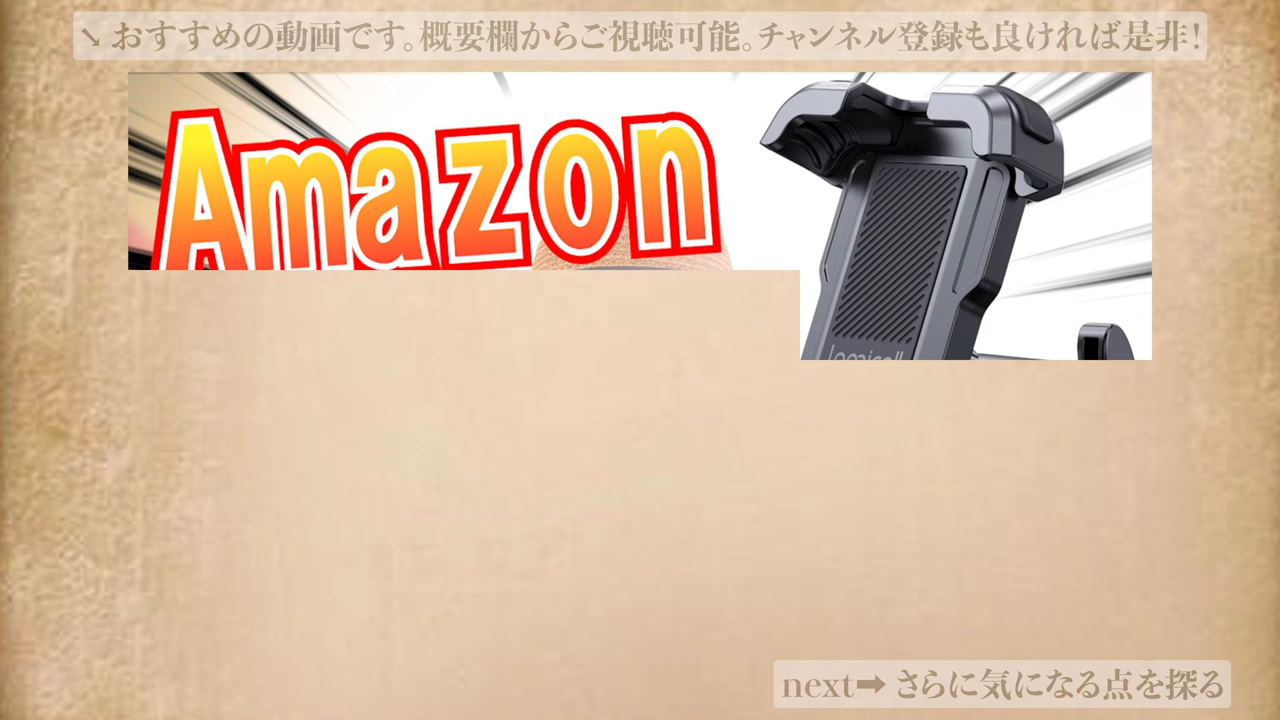 ↘ おすすめの動画です。概要欄からご視聴可能。チャンネル登録も良ければ是非!
Amazon
next➡ さらに気になる点を探る